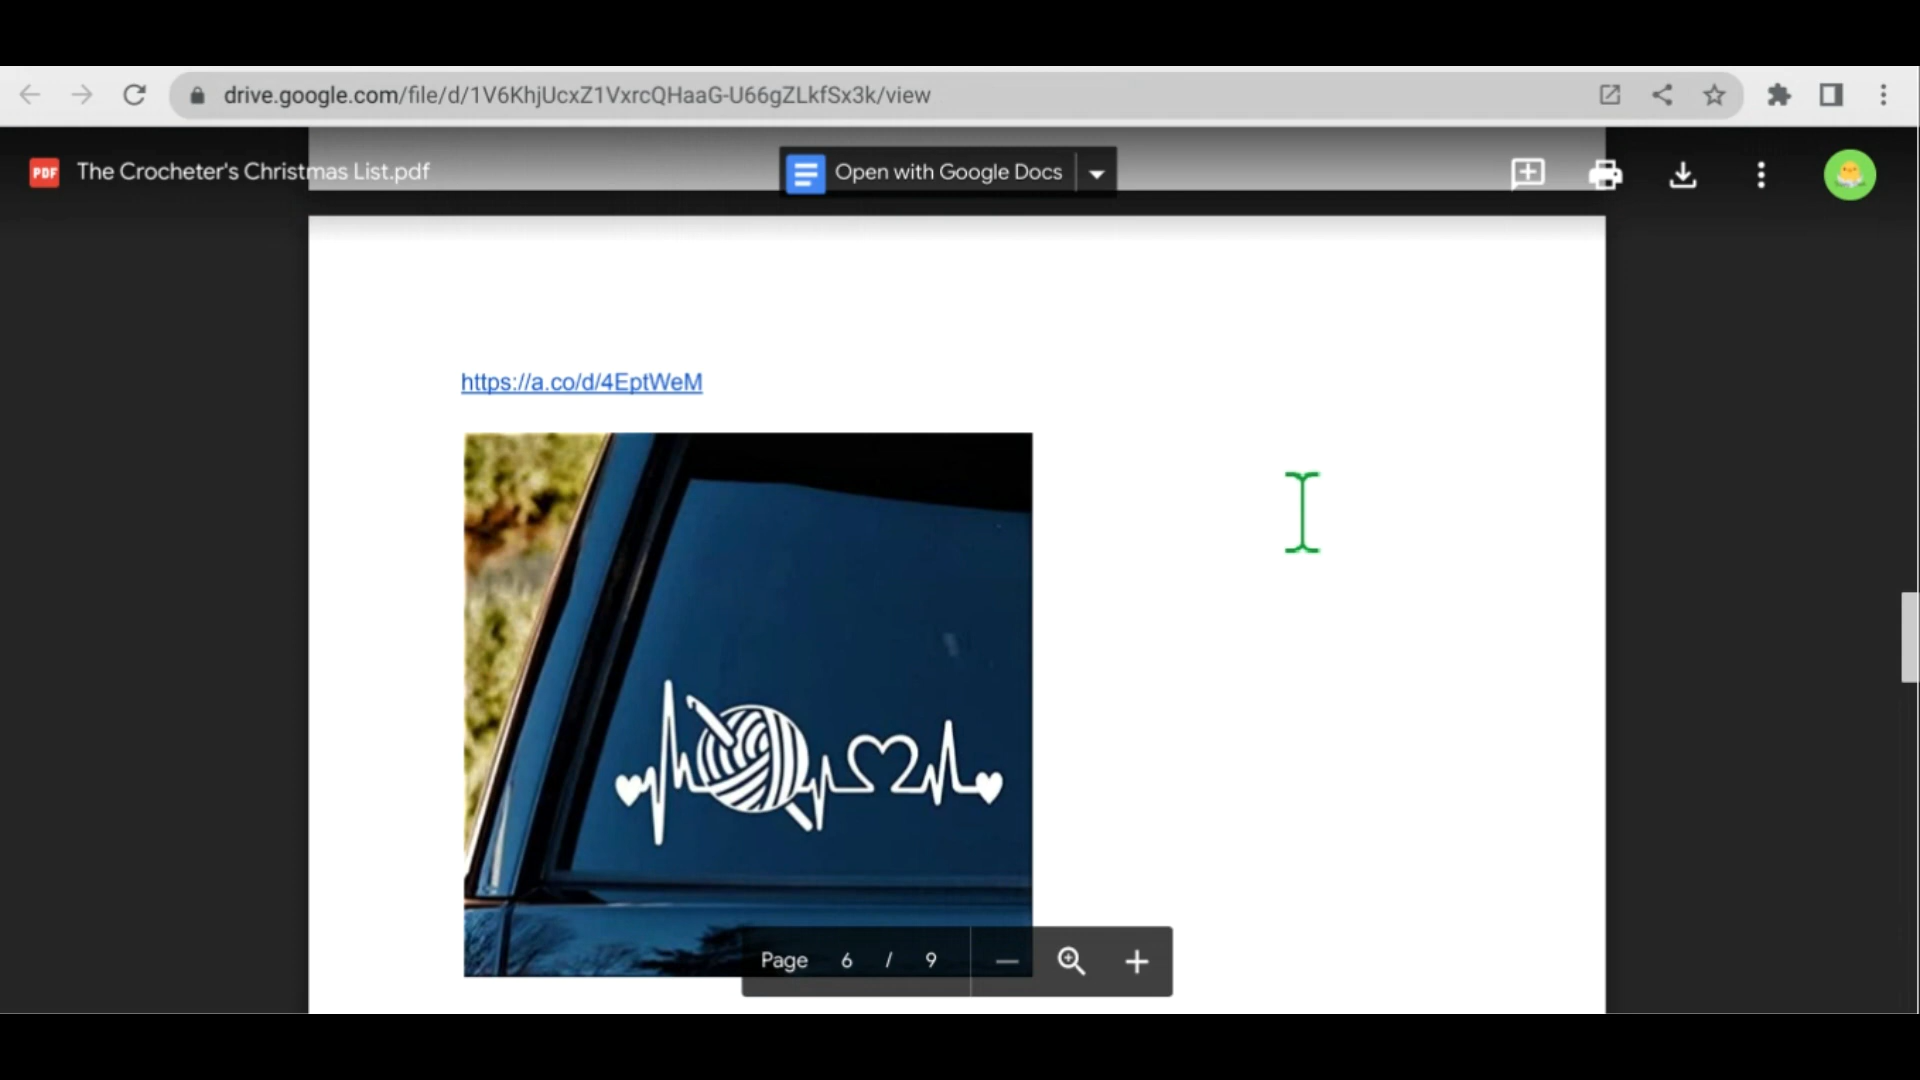 drive.google.com/file/d/1V6KhjUcxZ1VxrcQHaaG-U66gZLkfSx3k/view
PDF The Crocheter's Christmas List.pdf
Open with Google Docs
https://a.co/d/4EptWeM
Page 6 / 9